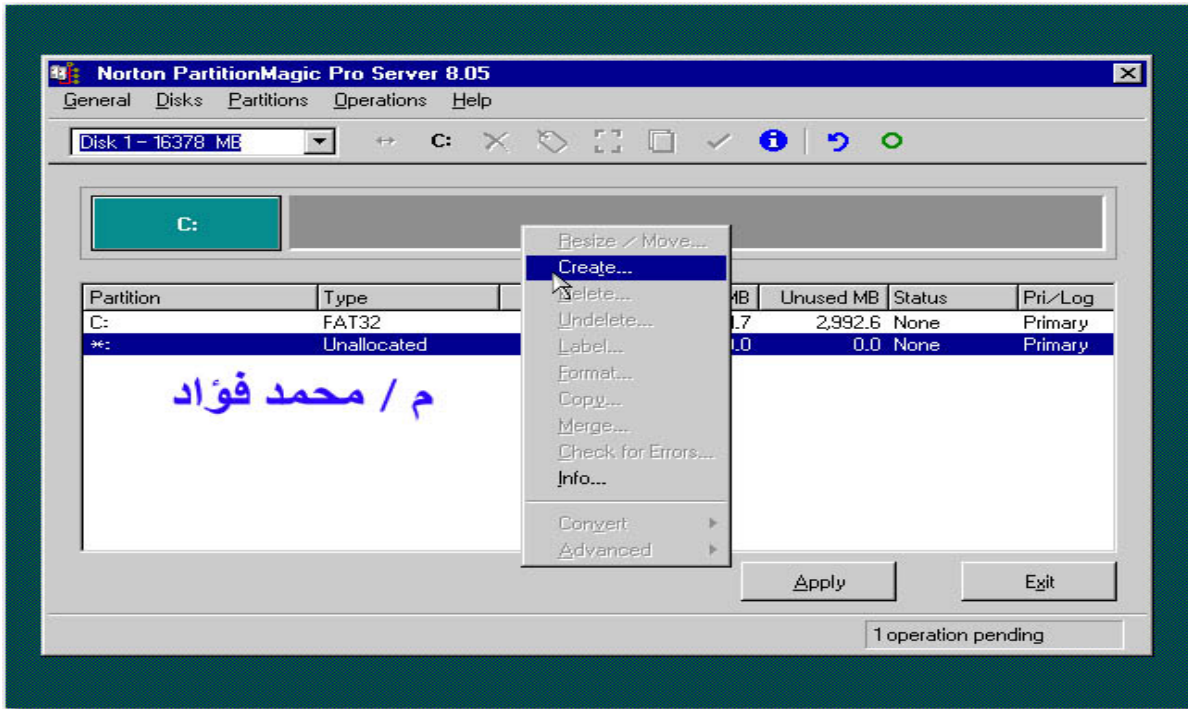 Norton PartitionMagic Pro Server 8.05
General Disks Partitions Operations Help
Disk 1 - 16378 MB C:
C:
Resize / Move...
Create...
Delete...
Undelete...
Label...
Format...
Copy...
Merge...
Check for Errors...
Info...
Convert
Advanced
Partition Type MB Unused MB Status Pri/Log
C: FAT32 .7 2,992.6 None Primary
*: Unallocated .0 0.0 None Primary
م / محمد فؤاد
Apply Exit
1 operation pending